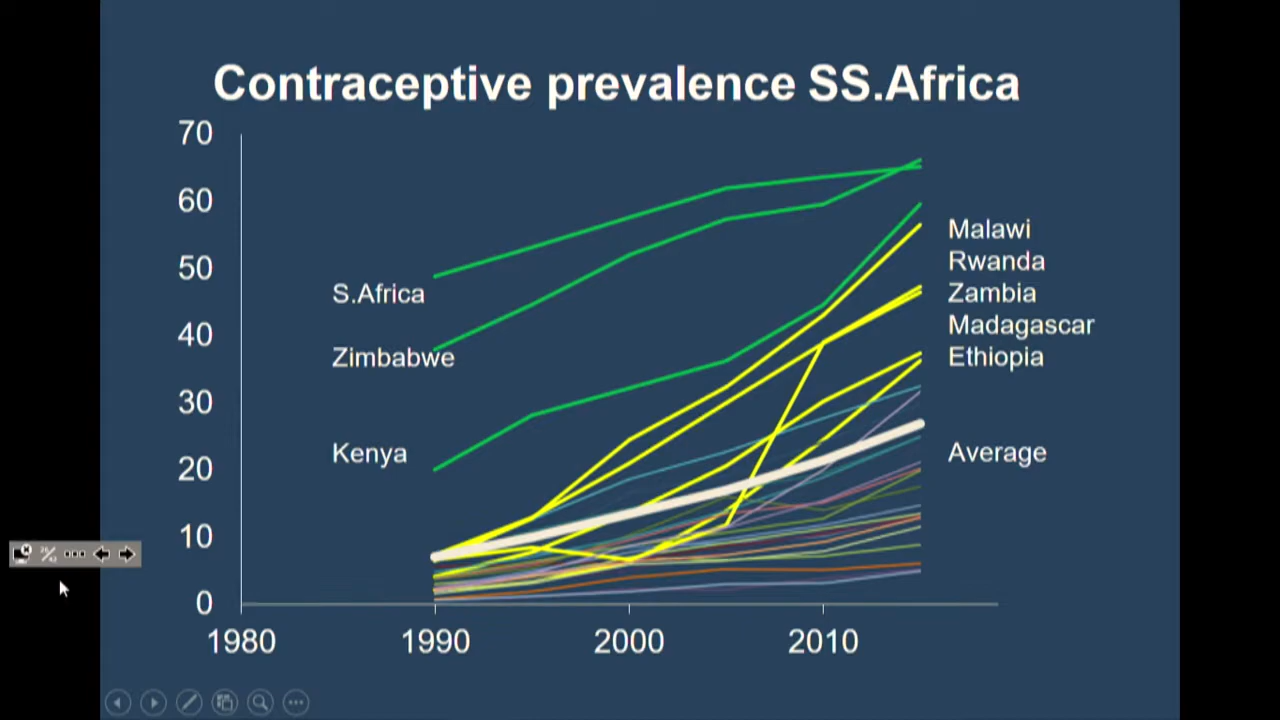 Contraceptive prevalence SS.Africa
70
60
50
40
30
20
10
0
1980
1990
2000
2010
S.Africa
Zimbabwe
Kenya
Malawi
Rwanda
Zambia
Madagascar
Ethiopia
Average